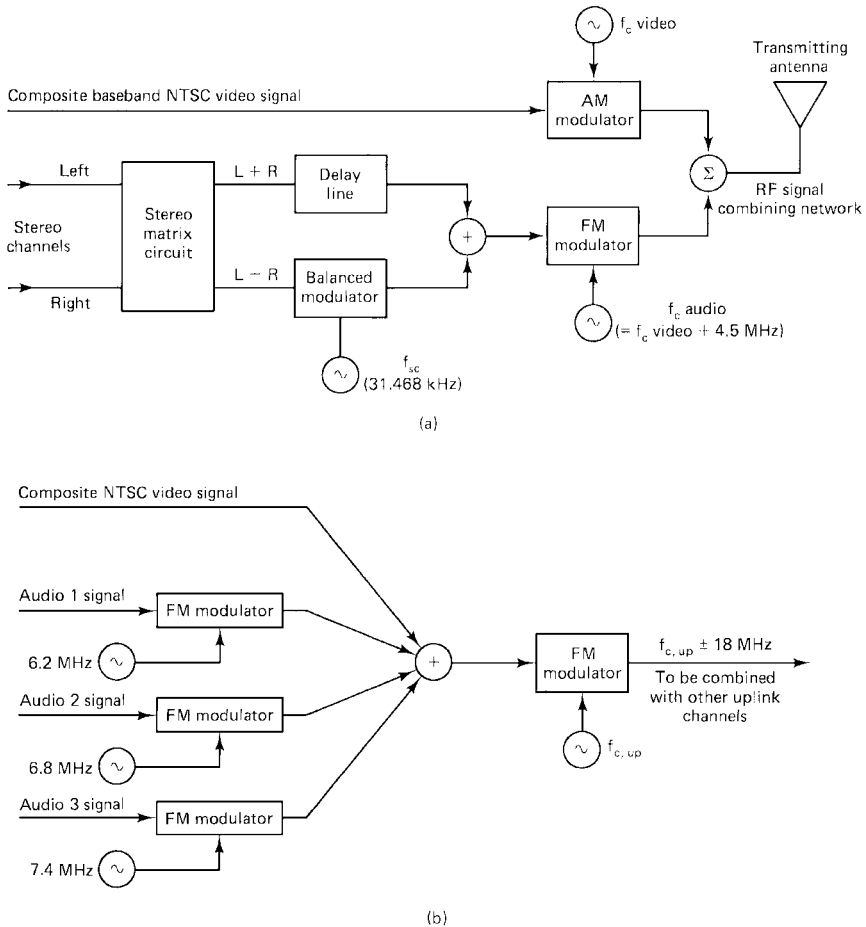 f_c video
Transmitting
antenna
Composite baseband NTSC video signal
AM
modulator
Left
L + R
Delay
line
Σ
Stereo
channels
Stereo
matrix
circuit
+
FM
modulator
RF signal
combining network
L − R
Balanced
modulator
Right
f_c audio
(= f_c video + 4.5 MHz)
f_sc
(31.468 kHz)
(a)
Composite NTSC video signal
Audio 1 signal
FM modulator
6.2 MHz
+
FM
modulator
f_c, up ± 18 MHz
To be combined
with other uplink
channels
Audio 2 signal
FM modulator
f_c, up
6.8 MHz
Audio 3 signal
FM modulator
7.4 MHz
(b)